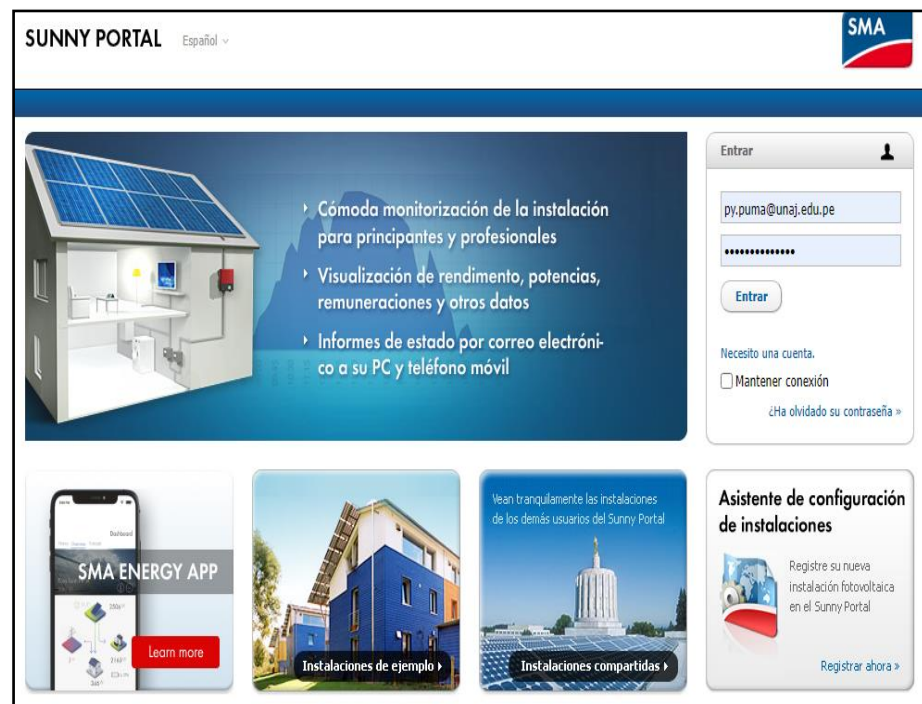 SUNNY PORTAL
Español
SMA
Cómoda monitorización de la instalación
para principantes y profesionales
Visualización de rendimiento, potencias,
remuneraciones y otros datos
Informes de estado por correo electróni-
co a su PC y teléfono móvil
Entrar
py.puma@unaj.edu.pe
••••••••••••••
Entrar
Necesito una cuenta.
Mantener conexión
¿Ha olvidado su contraseña »
Dashboard
SMA ENERGY APP
Learn more
Instalaciones de ejemplo
Vean tranquilamente las instalaciones
de los demás usuarios del Sunny Portal
Instalaciones compartidas
Asistente de configuración
de instalaciones
Registre su nueva
instalación fotovoltaica
en el Sunny Portal
Registrar ahora »